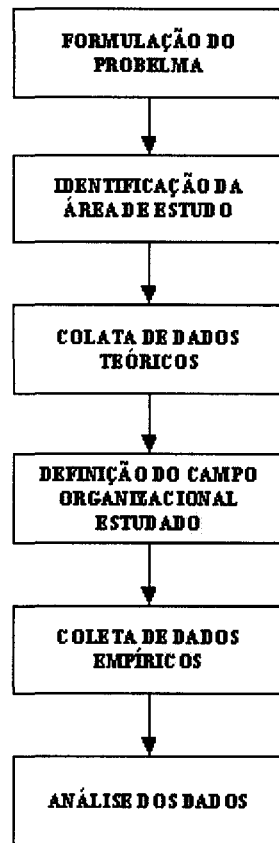 FORMULAÇÃO DO
PROBELMA
IDENTIFICAÇÃO DA
ÁREA DE ESTUDO
COLATA DE DADOS
TEÓRICOS
DEFINIÇÃO DO CAMPO
ORGANIZACIONAL
ESTUDADO
COLETA DE DADOS
EMPÍRICOS
ANÁLISE DOS DADOS